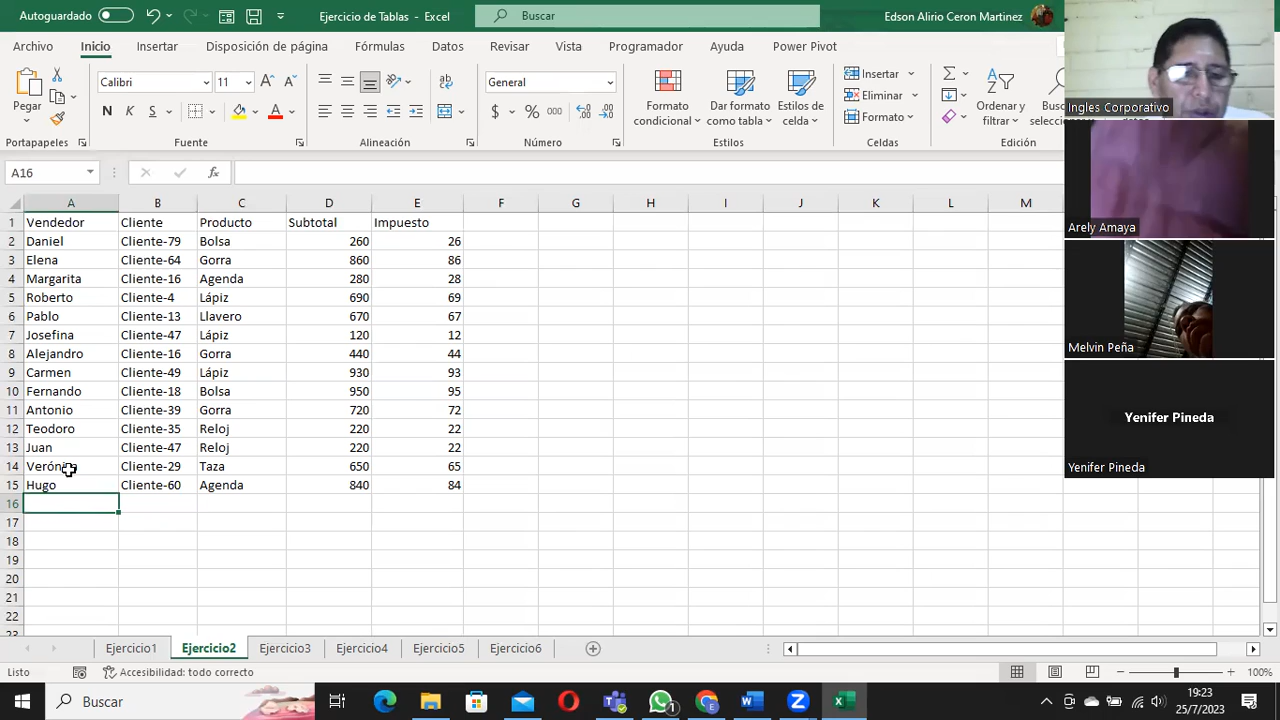 Autoguardado
Ejercicio de Tablas - Excel
Buscar
Edson Alirio Ceron Martinez
Archivo Inicio Insertar Disposición de página Fórmulas Datos Revisar Vista Programador Ayuda Power Pivot
Pegar
Calibri 11
N K S
General
$ % 000
Formato condicional
Dar formato como tabla
Estilos de celda
Insertar
Eliminar
Formato
Ordenar y filtrar
Portapapeles Fuente Alineación Número Estilos Celdas Edición
A16
A B C D E F G H I J K L M
1 Vendedor Cliente Producto Subtotal Impuesto
2 Daniel Cliente-79 Bolsa 260 26
3 Elena Cliente-64 Gorra 860 86
4 Margarita Cliente-16 Agenda 280 28
5 Roberto Cliente-4 Lápiz 690 69
6 Pablo Cliente-13 Llavero 670 67
7 Josefina Cliente-47 Lápiz 120 12
8 Alejandro Cliente-16 Gorra 440 44
9 Carmen Cliente-49 Lápiz 930 93
10 Fernando Cliente-18 Bolsa 950 95
11 Antonio Cliente-39 Gorra 720 72
12 Teodoro Cliente-35 Reloj 220 22
13 Juan Cliente-47 Reloj 220 22
14 Verónica Cliente-29 Taza 650 65
15 Hugo Cliente-60 Agenda 840 84
16
17
18
19
20
21
22
23
Ejercicio1 Ejercicio2 Ejercicio3 Ejercicio4 Ejercicio5 Ejercicio6
Listo
Accesibilidad: todo correcto
100%
Buscar
19:23
25/7/2023
Ingles Corporativo
Arely Amaya
Melvin Peña
Yenifer Pineda
Yenifer Pineda